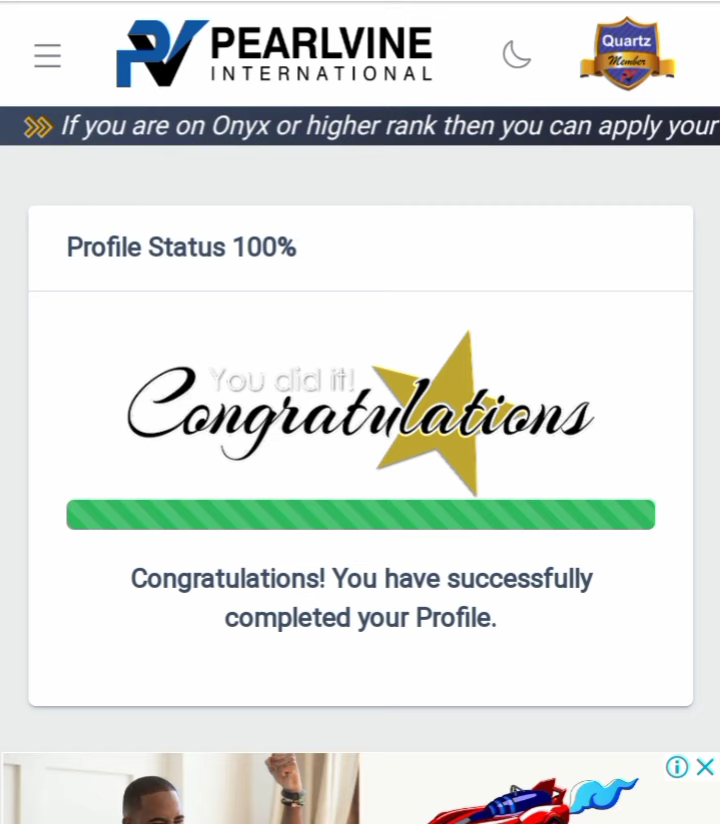 PEARLVINE
INTERNATIONAL
Quartz
Member
If you are on Onyx or higher rank then you can apply your
Profile Status 100%
You did it!
Congratulations
Congratulations! You have successfully
completed your Profile.